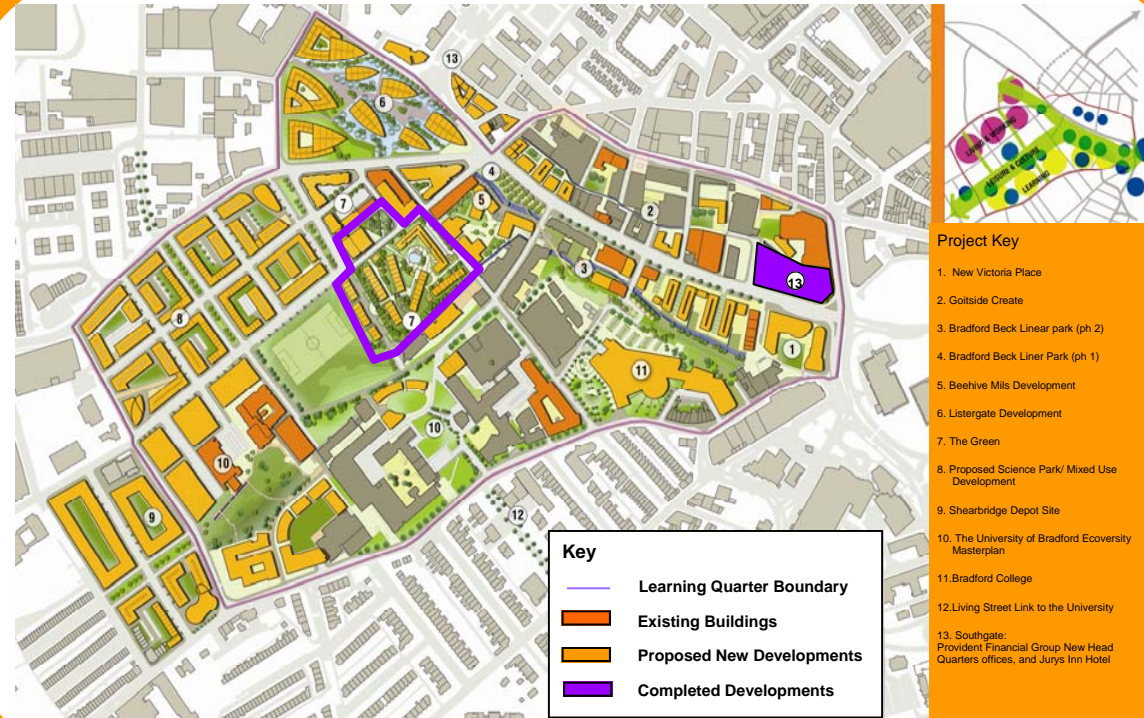 13
6
4
5
2
7
3
13
8
7
1
11
10
10
9
12
Key
Learning Quarter Boundary
Existing Buildings
Proposed New Developments
Completed Developments
LIVING & WORKING
LEISURE & CULTURE
LEARNING
Project Key
1. New Victoria Place
2. Goitside Create
3. Bradford Beck Linear park (ph 2)
4. Bradford Beck Liner Park (ph 1)
5. Beehive Mils Development
6. Listergate Development
7. The Green
8. Proposed Science Park/ Mixed Use
Development
9. Shearbridge Depot Site
10. The University of Bradford Ecoversity
Masterplan
11.Bradford College
12.Living Street Link to the University
13. Southgate:
Provident Financial Group New Head
Quarters offices, and Jurys Inn Hotel